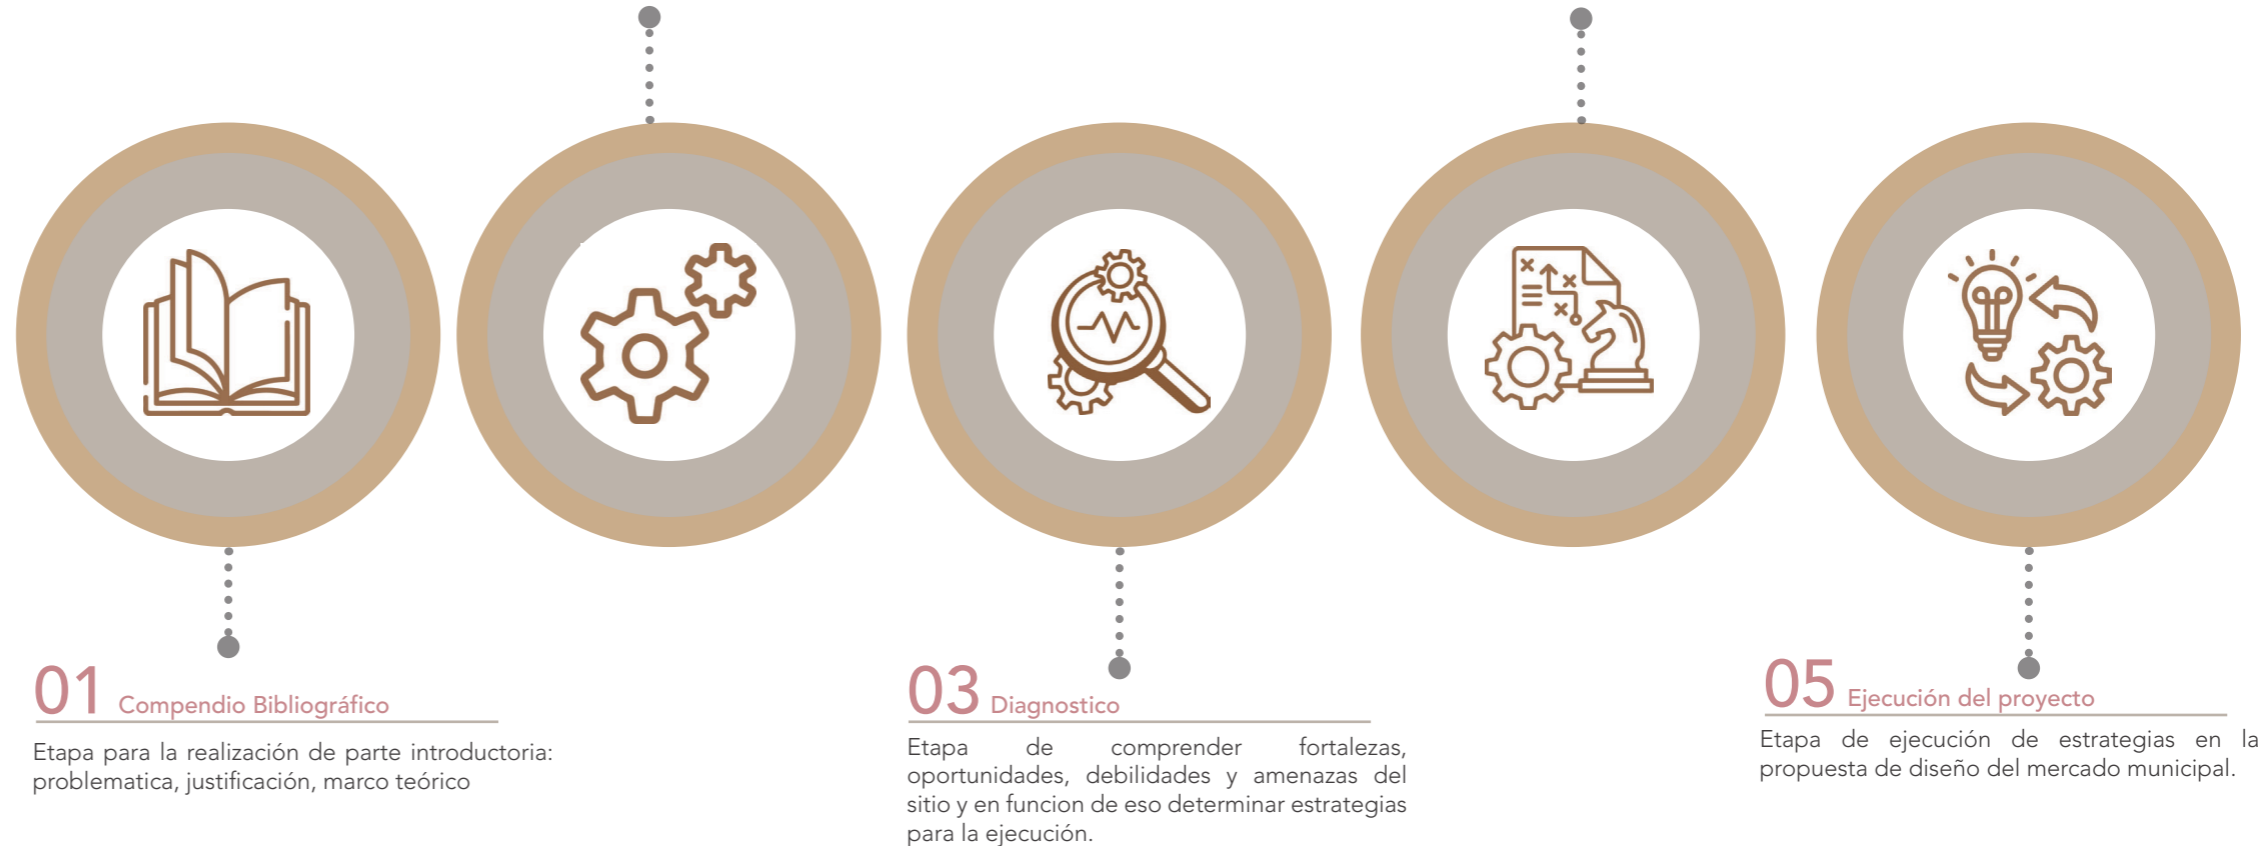 01 Compendio Bibliográfico
Etapa para la realización de parte introductoria:
problematica, justificación, marco teórico
03 Diagnostico
Etapa de comprender fortalezas,
oportunidades, debilidades y amenazas del
sitio y en funcion de eso determinar estrategias
para la ejecución.
05 Ejecución del proyecto
Etapa de ejecución de estrategias en la
propuesta de diseño del mercado municipal.